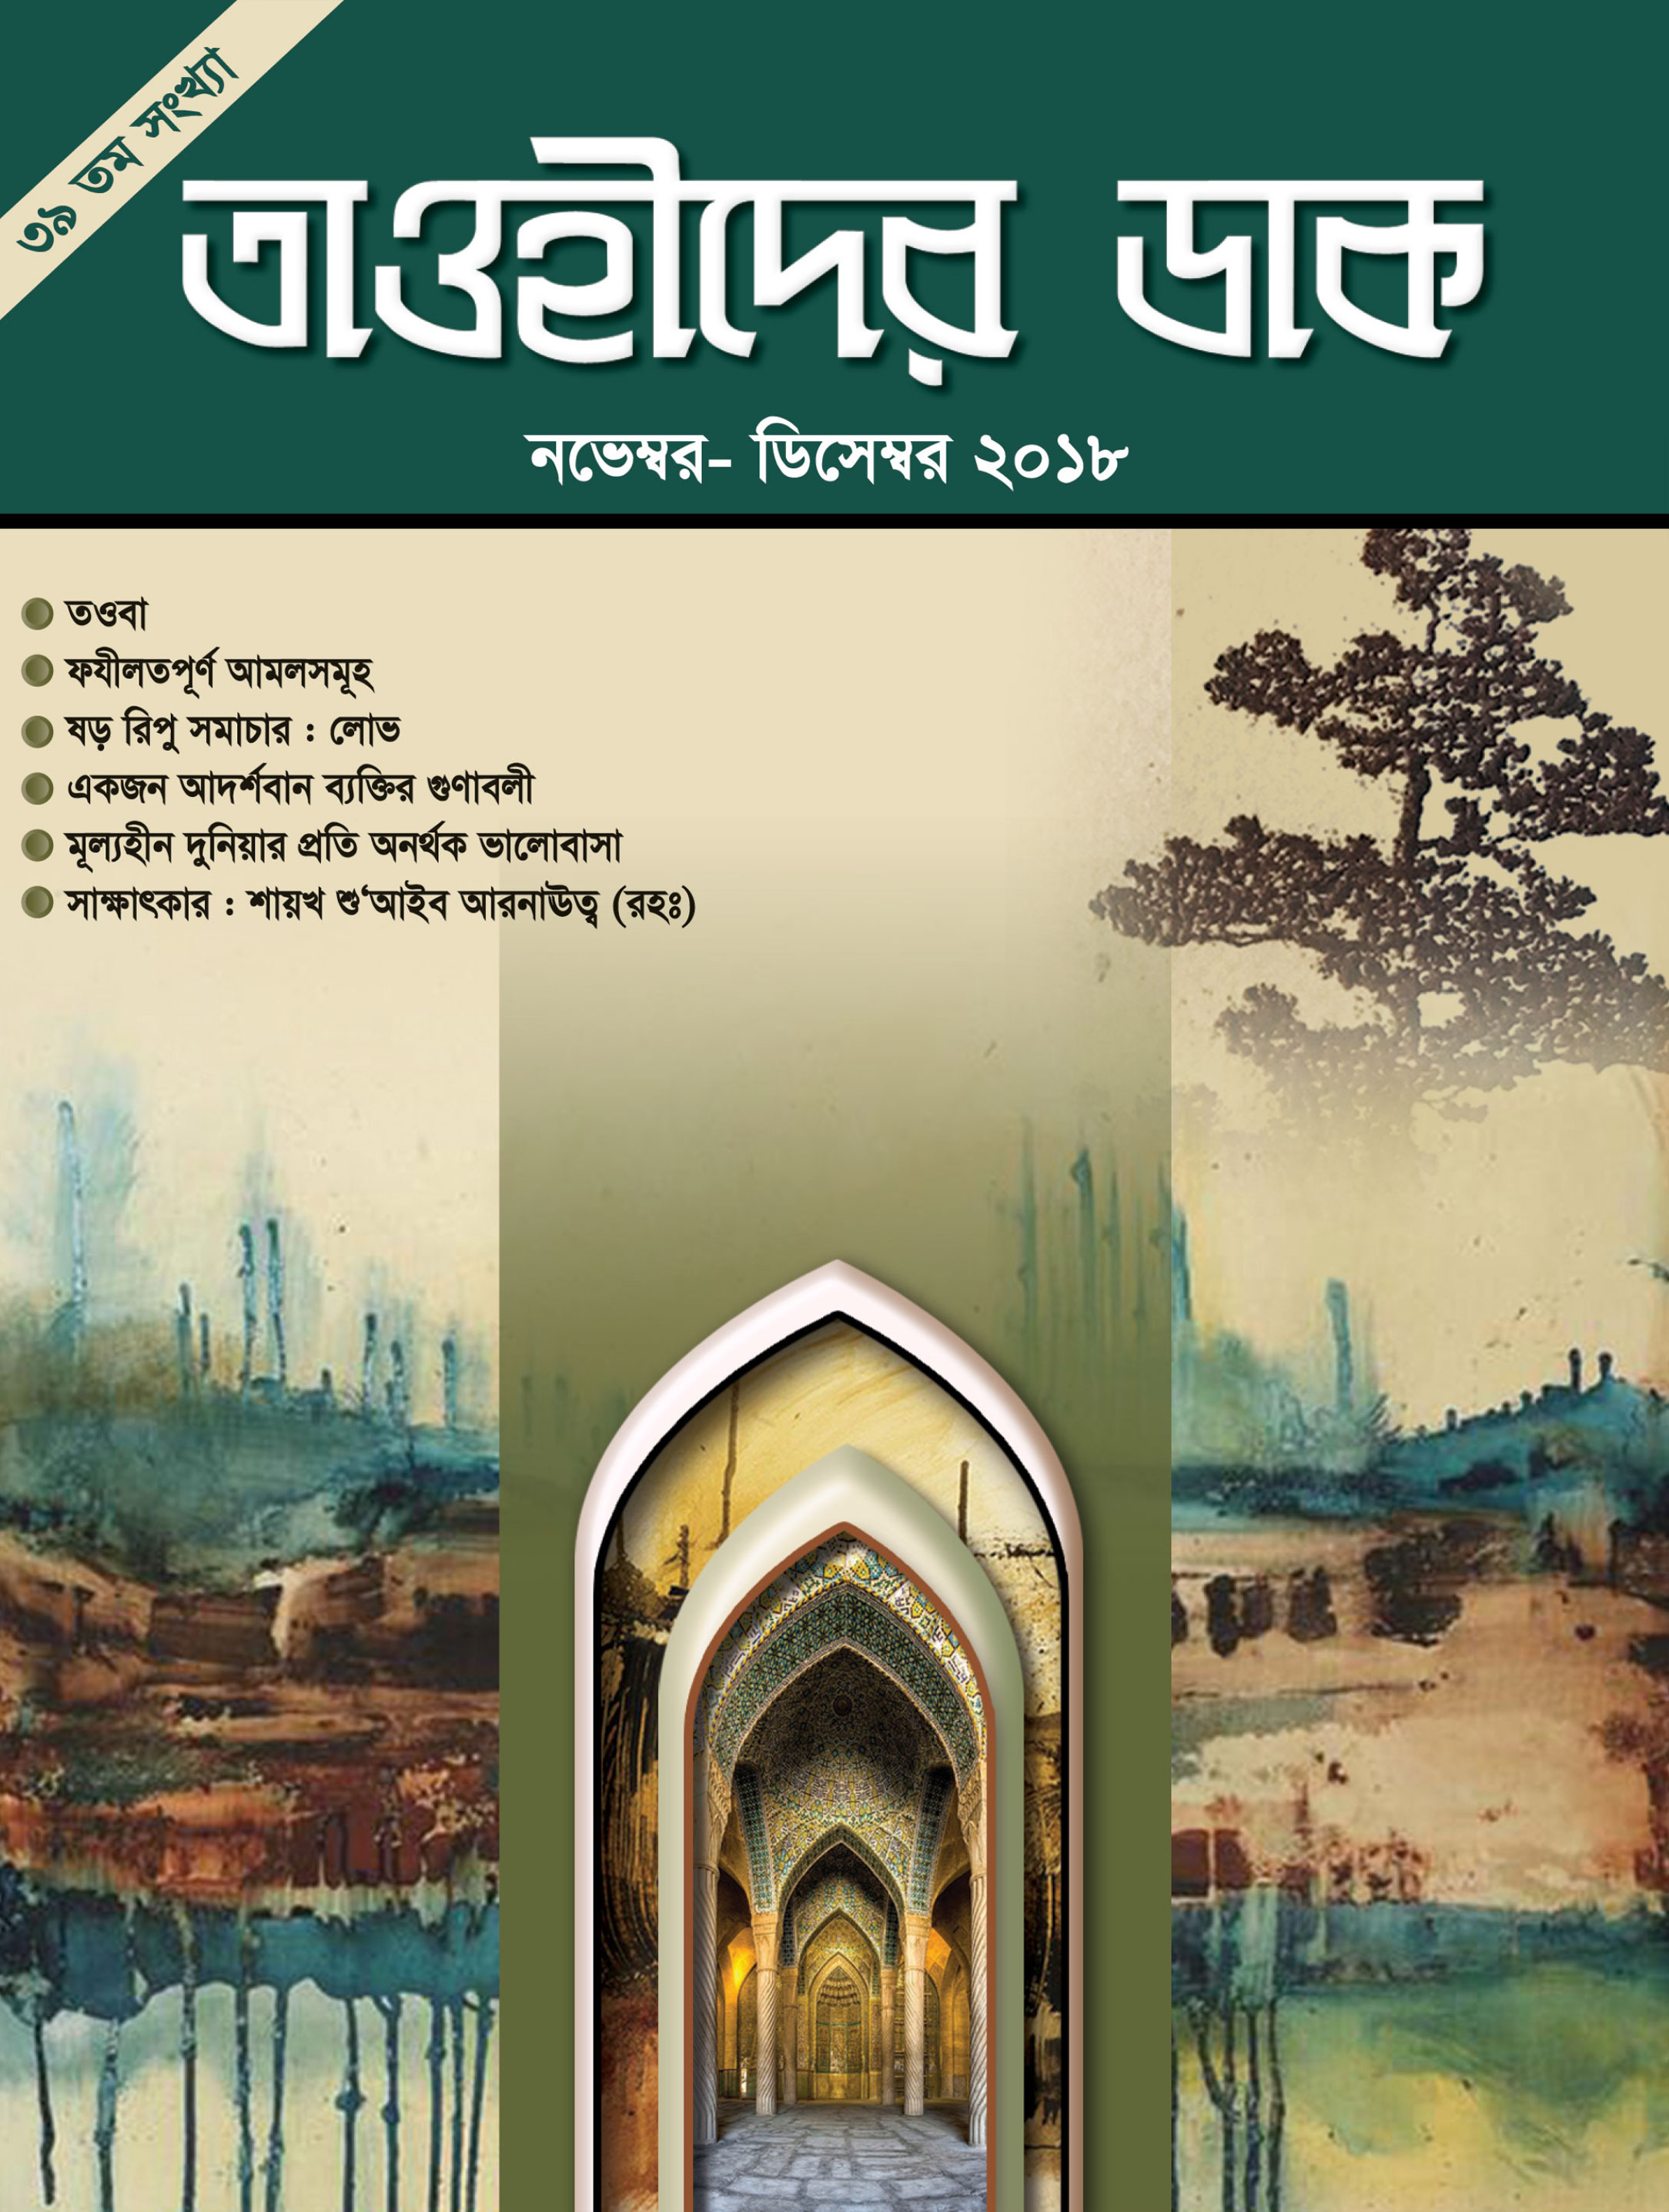 ৩৯ তম সংখ্যা
তাওহীদের ডাক
নভেম্বর- ডিসেম্বর ২০১৮
তওবা
ফযীলতপূর্ণ আমলসমূহ
ষড় রিপু সমাচার : লোভ
একজন আদর্শবান ব্যক্তির গুণাবলী
মূল্যহীন দুনিয়ার প্রতি অনর্থক ভালোবাসা
সাক্ষাৎকার : শায়খ শু‘আইব আরনাঊত্ব (রহঃ)